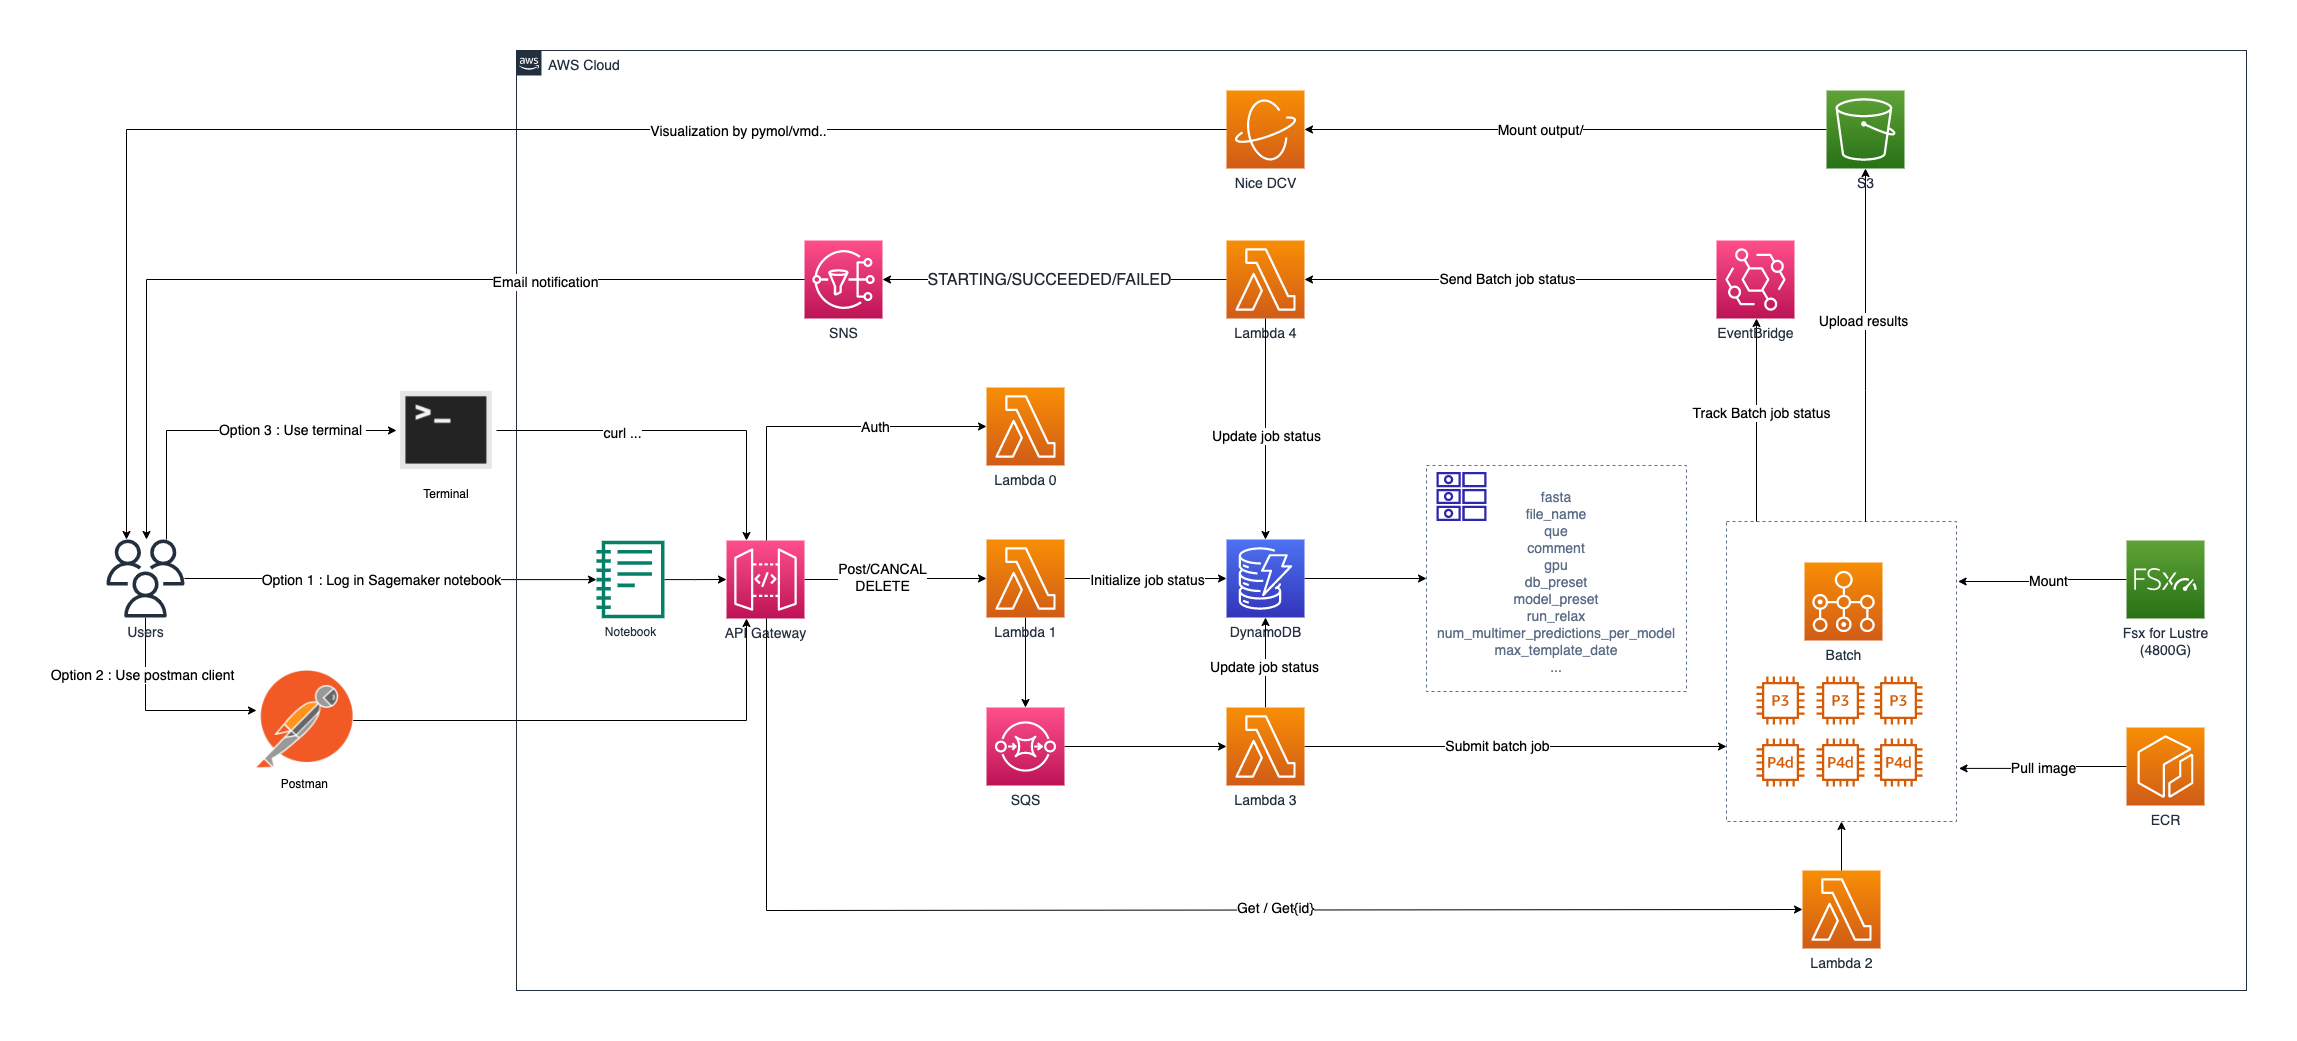 aws
AWS Cloud
Visualization by pymol/vmd..
Nice DCV
Mount output/
S3
Email notification
SNS
STARTING/SUCCEEDED/FAILED
Lambda 4
Send Batch job status
EventBridge
Upload results
Track Batch job status
Update job status
Option 3 : Use terminal
>_
Terminal
curl ...
Auth
Lambda 0
fasta
file_name
que
comment
gpu
db_preset
model_preset
run_relax
num_multimer_predictions_per_model
max_template_date
...
Users
Option 1 : Log in Sagemaker notebook
Notebook
</>
API Gateway
Post/CANCAL
DELETE
Lambda 1
Initialize job status
DynamoDB
Update job status
Batch
P3
P3
P3
P4d
P4d
P4d
Mount
FSx
Fsx for Lustre
(4800G)
Option 2 : Use postman client
Postman
SQS
Lambda 3
Submit batch job
Pull image
ECR
Get / Get{id}
Lambda 2